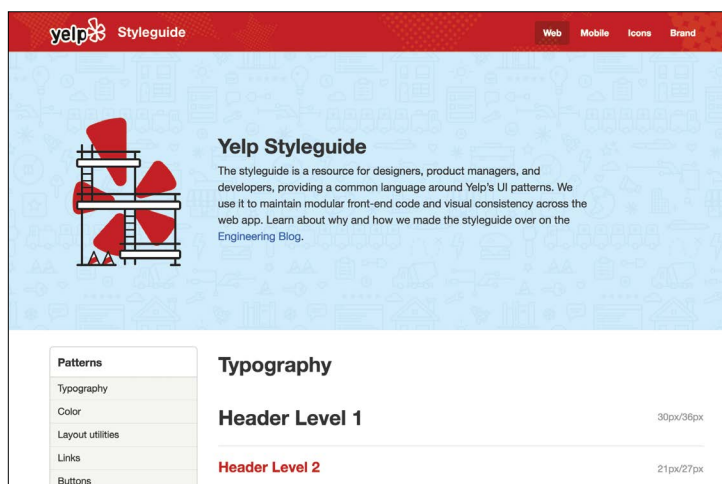 yelp Styleguide
Web Mobile Icons Brand
Yelp Styleguide
The styleguide is a resource for designers, product managers, and
developers, providing a common language around Yelp's UI patterns. We
use it to maintain modular front-end code and visual consistency across the
web app. Learn about why and how we made the styleguide over on the
Engineering Blog.
Patterns
Typography
Color
Layout utilities
Links
Buttons
Typography
Header Level 1 30px/36px
Header Level 2 21px/27px